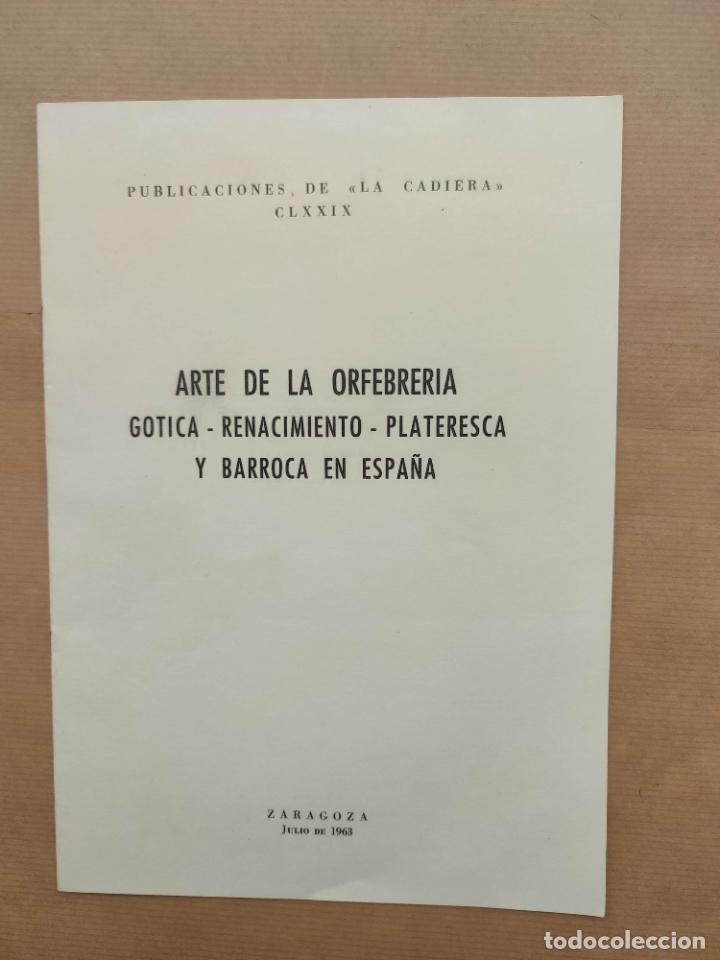 PUBLICACIONES DE «LA CADIERA»
CLXXIX
ARTE DE LA ORFEBRERIA
GOTICA - RENACIMIENTO - PLATERESCA
Y BARROCA EN ESPAÑA
ZARAGOZA
JULIO DE 1963
todocoleccion